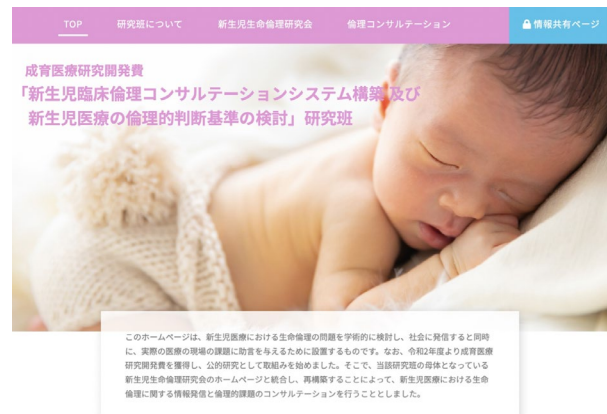 TOP 研究班について 新生児生命倫理研究会 倫理コンサルテーション 情報共有ページ
成育医療研究開発費
「新生児臨床倫理コンサルテーションシステム構築 及び
新生児医療の倫理的判断基準の検討」研究班
このホームページは、新生児医療における生命倫理の問題を学術的に検討し、社会に発信すると同時
に、実際の医療の現場の課題に助言を与えるために設置するものです。なお、令和2年度より成育医療
研究開発費を獲得し、公的研究として取組みを始めました。そこで、当該研究班の母体となっている
新生児生命倫理研究会のホームページと統合し、再構築することによって、新生児医療における生命
倫理に関する情報発信と倫理的課題のコンサルテーションを行うこととしました。